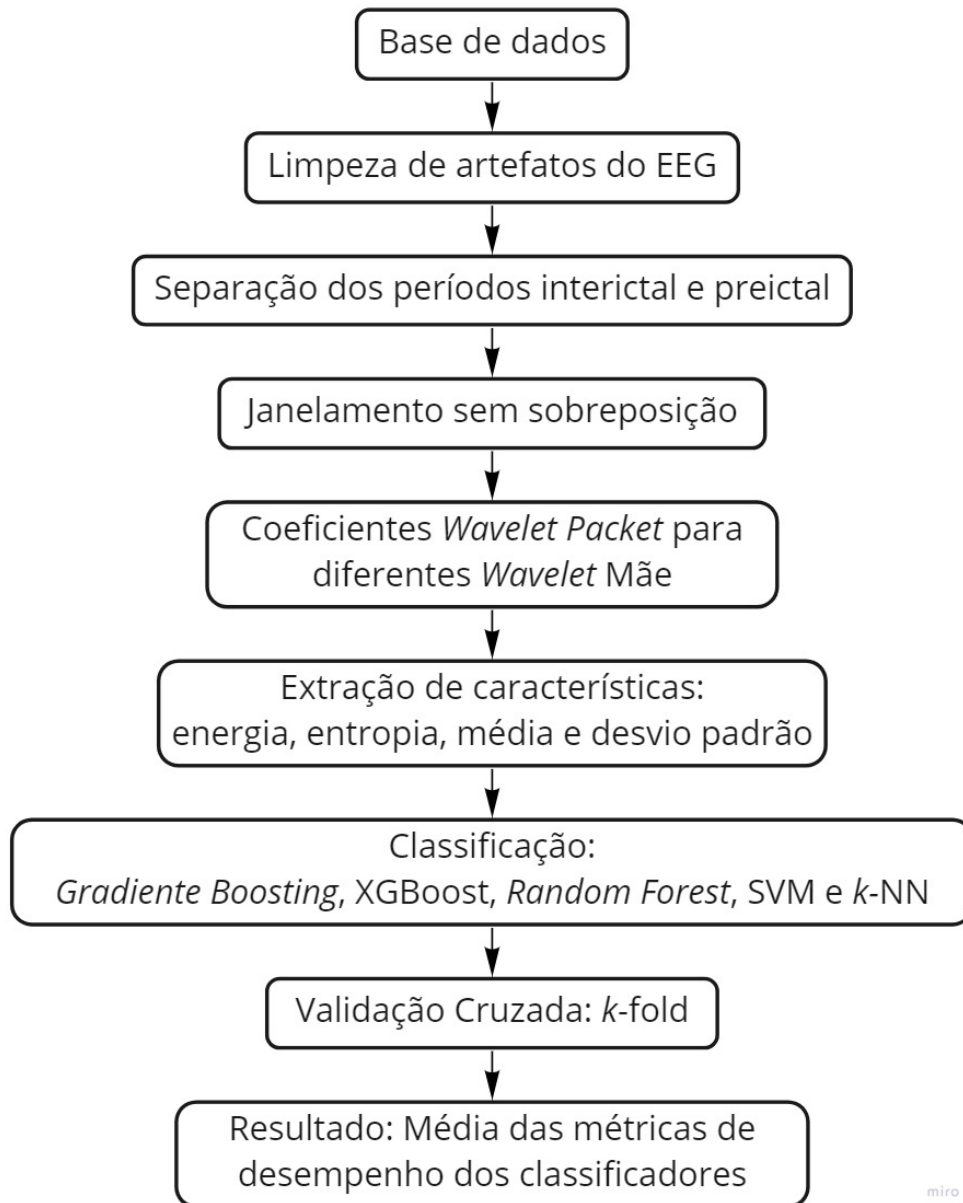 Base de dados
Limpeza de artefatos do EEG
Separação dos períodos interictal e preictal
Janelamento sem sobreposição
Coeficientes Wavelet Packet para
diferentes Wavelet Mãe
Extração de características:
energia, entropia, média e desvio padrão
Classificação:
Gradiente Boosting, XGBoost, Random Forest, SVM e k-NN
Validação Cruzada: k-fold
Resultado: Média das métricas de
desempenho dos classificadores
miro